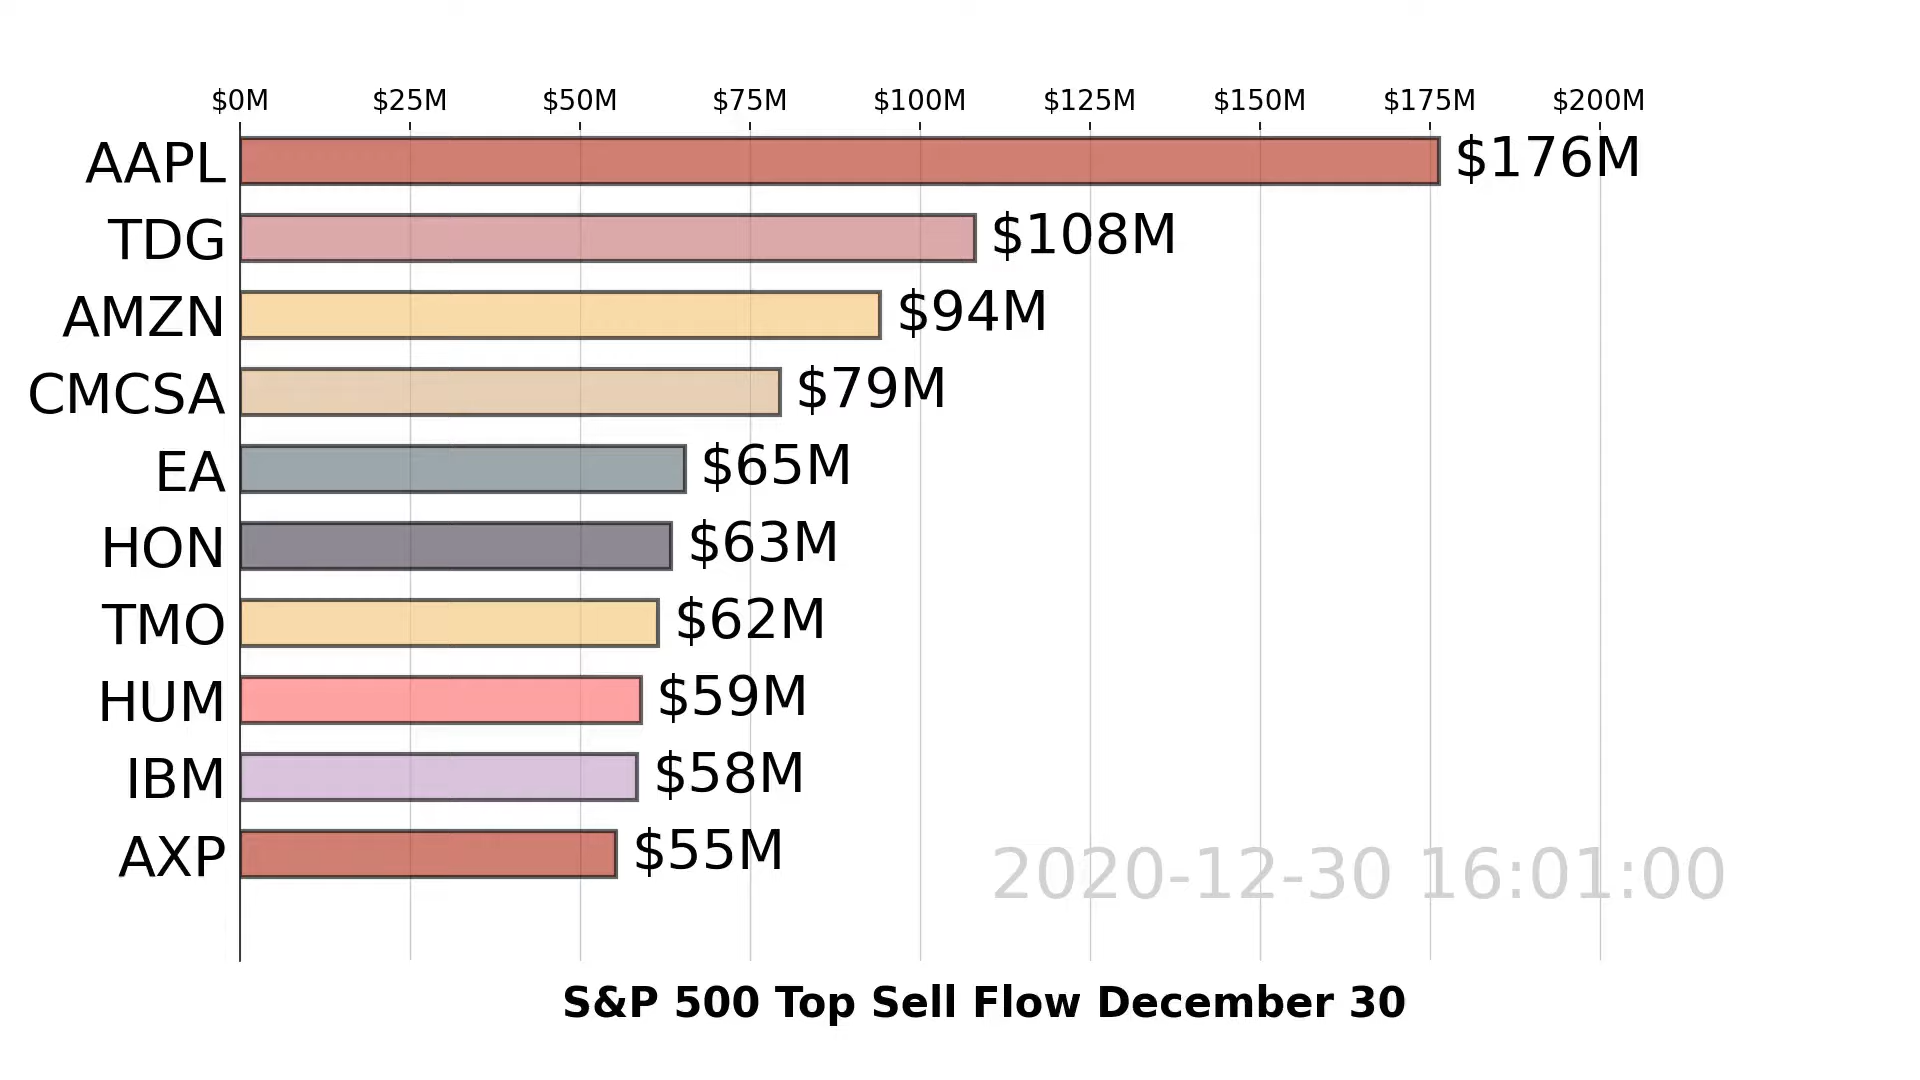 $0M $25M $50M $75M $100M $125M $150M $175M $200M
AAPL $176M
TDG $108M
AMZN $94M
CMCSA $79M
EA $65M
HON $63M
TMO $62M
HUM $59M
IBM $58M
AXP $55M
2020-12-30 16:01:00
S&P 500 Top Sell Flow December 30